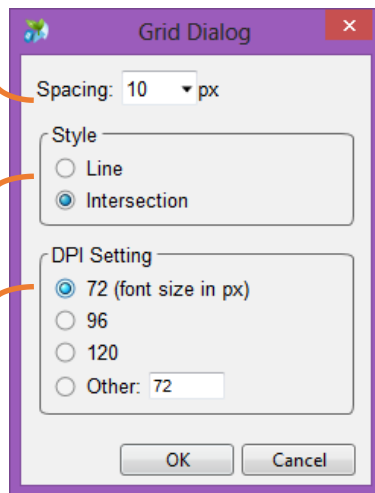 Grid Dialog
Spacing: 10 px
Style
Line
Intersection
DPI Setting
72 (font size in px)
96
120
Other: 72
OK Cancel